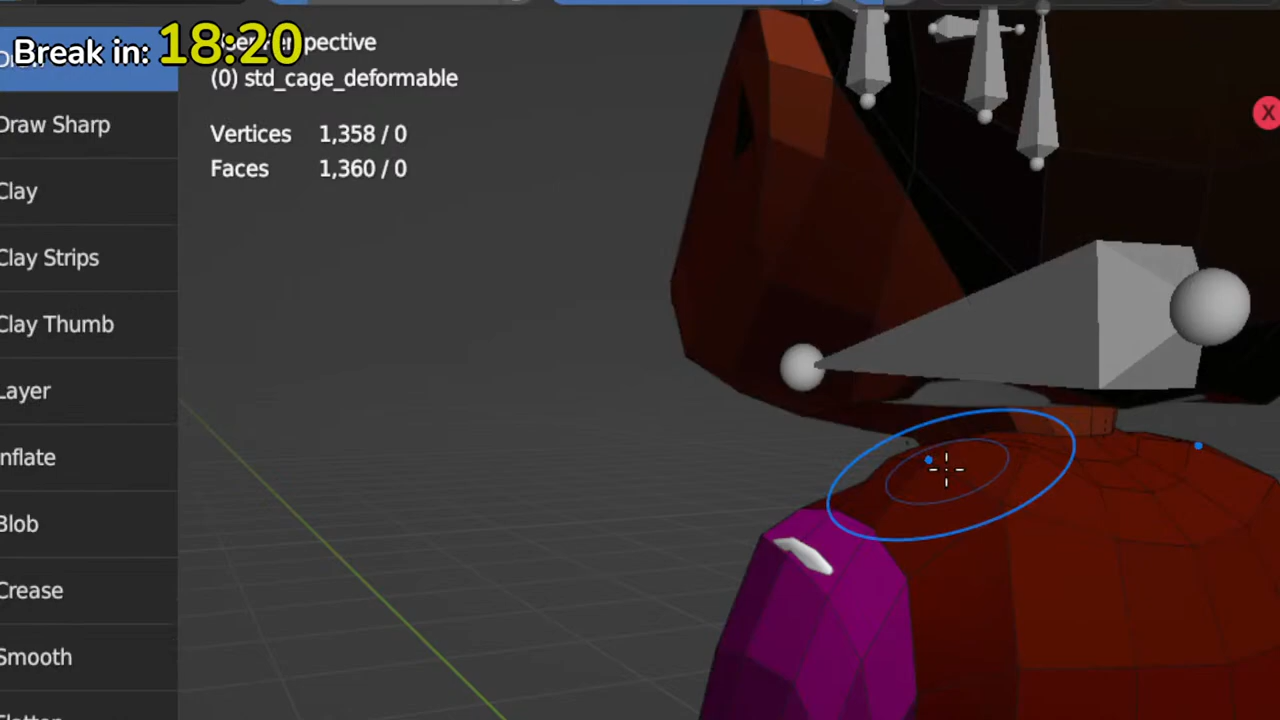 Break in: 18:20
spective
(0) std_cage_deformable
Vertices 1,358 / 0
Faces 1,360 / 0
X
Draw Sharp
Clay
Clay Strips
Clay Thumb
Layer
nflate
Blob
Crease
Smooth